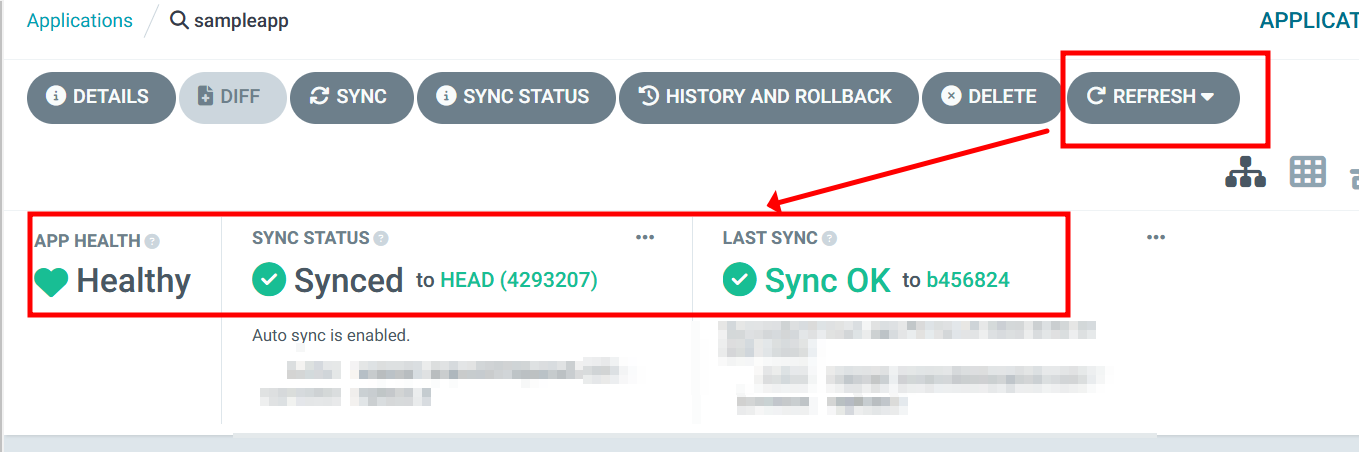 Applications / sampleapp
APPLICAT
DETAILS DIFF SYNC SYNC STATUS HISTORY AND ROLLBACK DELETE REFRESH
APP HEALTH SYNC STATUS ... LAST SYNC ...
Healthy Synced to HEAD (4293207) Sync OK to b456824
Auto sync is enabled.